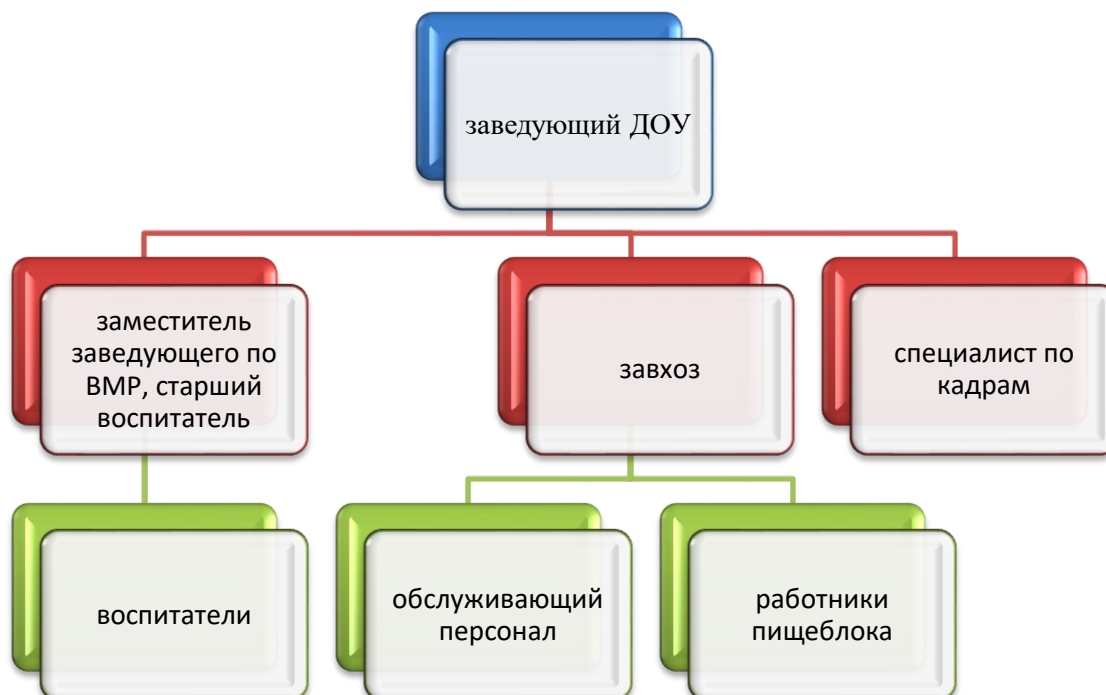 заведующий ДОУ
заместитель
заведующего по
ВМР, старший
воспитатель
завхоз
специалист по
кадрам
воспитатели
обслуживающий
персонал
работники
пищеблока